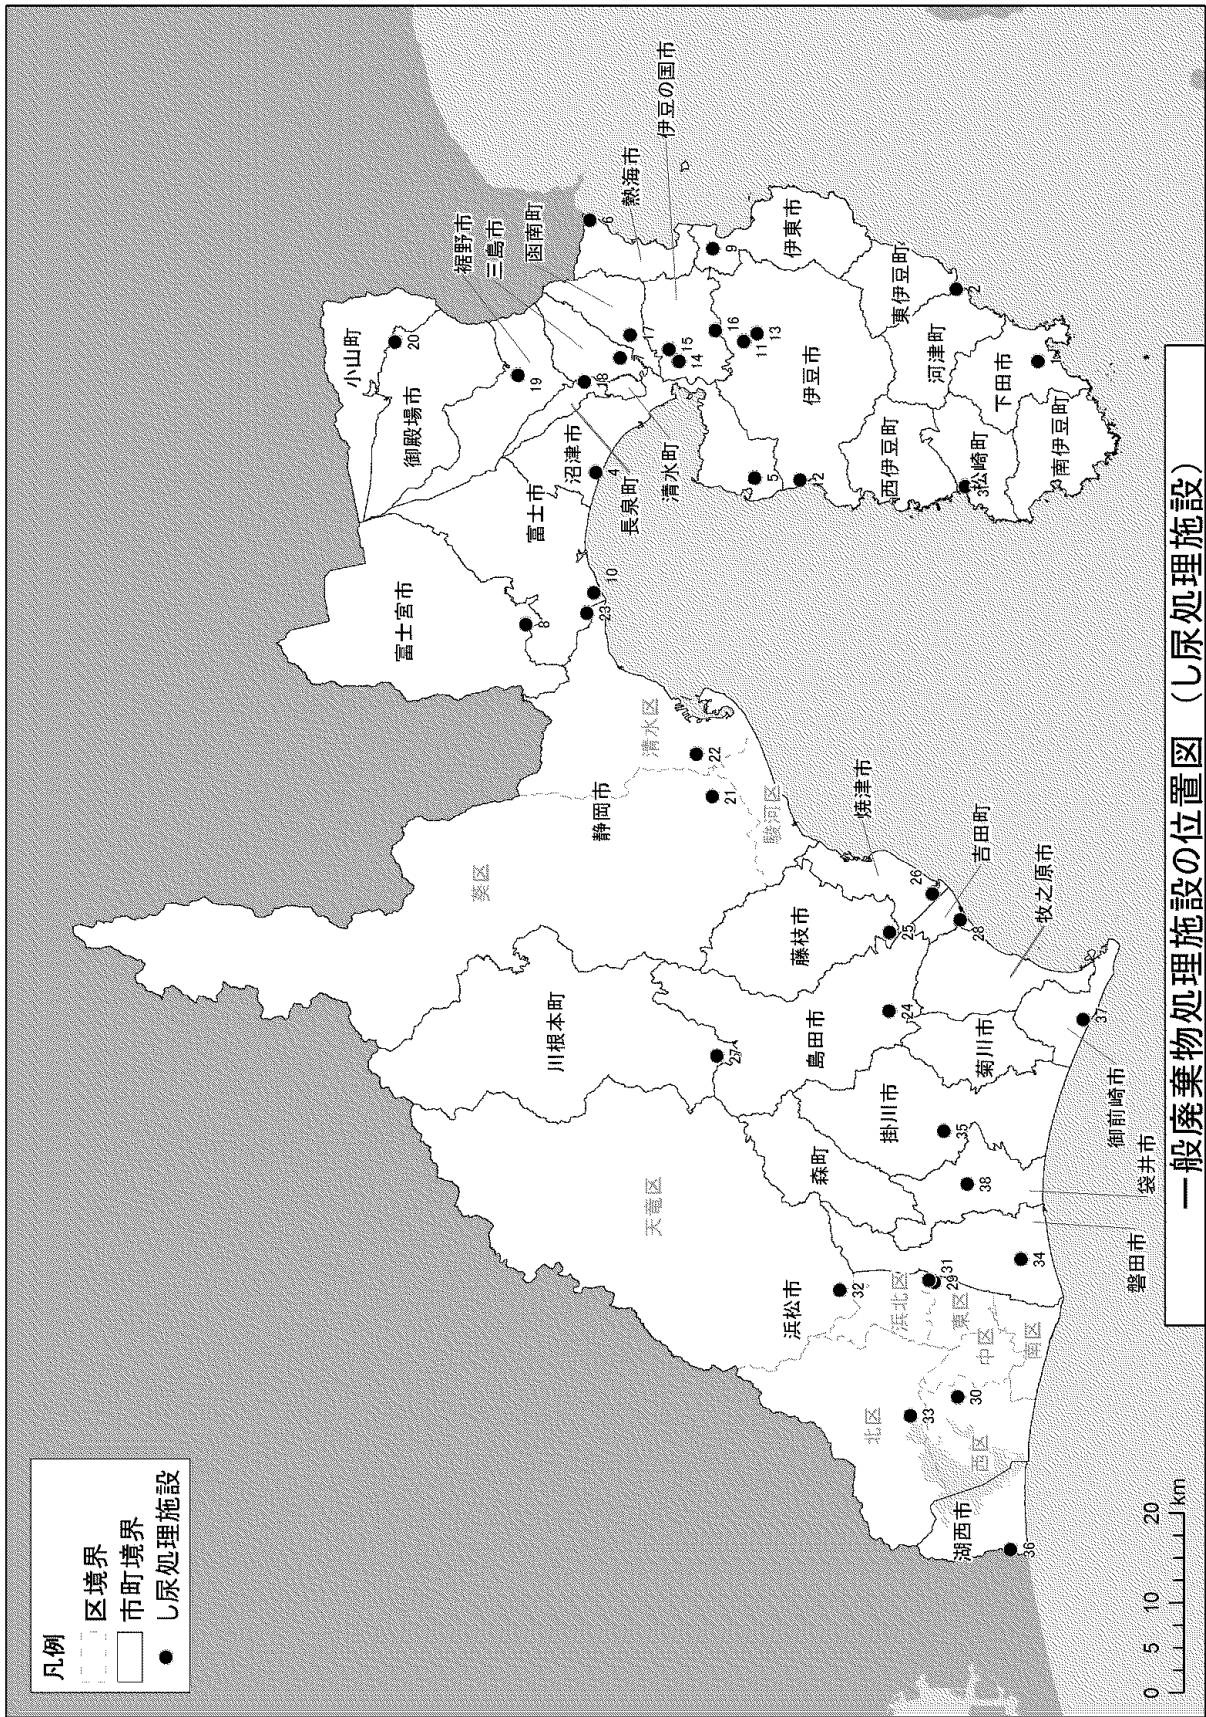 凡例
区境界
市町境界
し尿処理施設
小山町
御殿場市
裾野市
三島市
函南町
熱海市
伊豆の国市
富士宮市
富士市
沼津市
長泉町
清水町
伊東市
伊豆市
東伊豆町
河津町
西伊豆町
松崎町
下田市
南伊豆町
静岡市
葵区
清水区
駿河区
焼津市
吉田町
牧之原市
藤枝市
川根本町
島田市
菊川市
御前崎市
掛川市
森町
袋井市
磐田市
浜松市
天竜区
浜北区
東区
中区
南区
北区
西区
湖西市
1
2
3
4
5
6
8
9
10
11
12
13
14
15
16
17
18
19
20
21
22
23
24
25
26
27
28
29
30
31
32
33
34
35
36
37
38
0 5 10 20
km
一般廃棄物処理施設の位置図 (し尿処理施設)